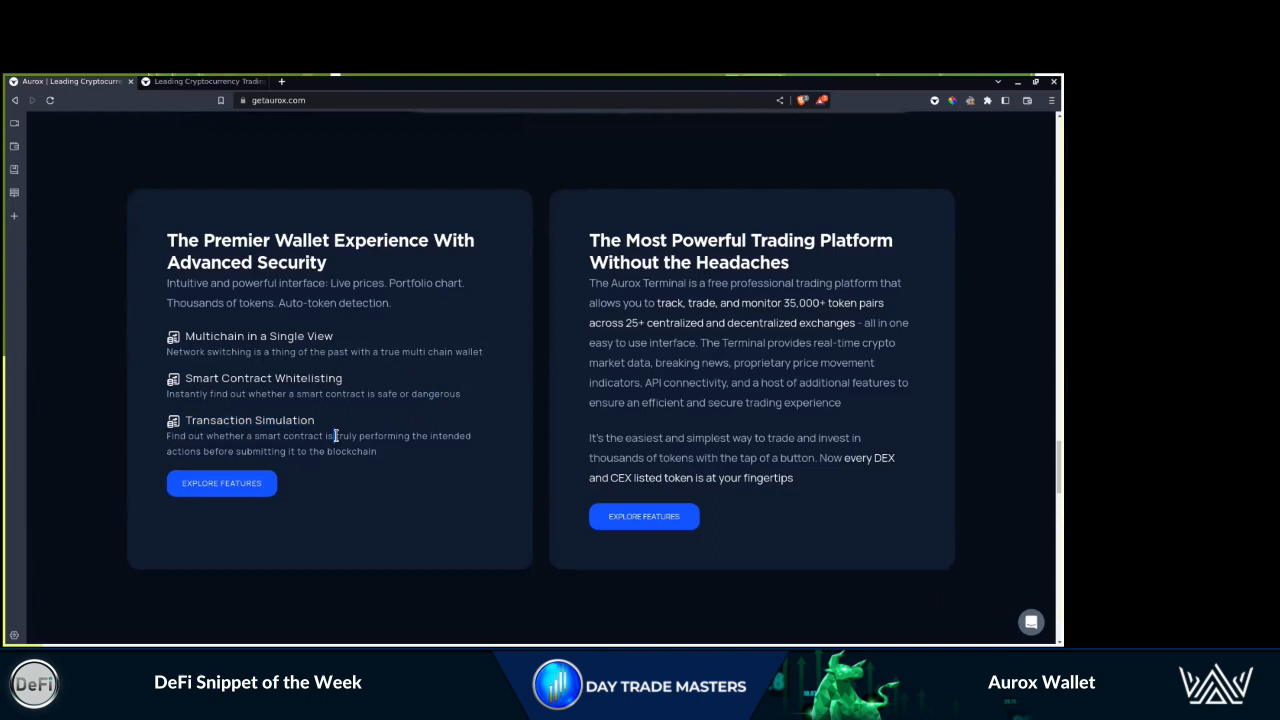 Aurox | Leading Cryptocurre
Leading Cryptocurrency Tradin
getaurox.com
The Premier Wallet Experience With
Advanced Security
Intuitive and powerful interface: Live prices. Portfolio chart.
Thousands of tokens. Auto-token detection.
Multichain in a Single View
Network switching is a thing of the past with a true multi chain wallet
Smart Contract Whitelisting
Instantly find out whether a smart contract is safe or dangerous
Transaction Simulation
Find out whether a smart contract is truly performing the intended
actions before submitting it to the blockchain
EXPLORE FEATURES
The Most Powerful Trading Platform
Without the Headaches
The Aurox Terminal is a free professional trading platform that
allows you to track, trade, and monitor 35,000+ token pairs
across 25+ centralized and decentralized exchanges - all in one
easy to use interface. The Terminal provides real-time crypto
market data, breaking news, proprietary price movement
indicators, API connectivity, and a host of additional features to
ensure an efficient and secure trading experience
It's the easiest and simplest way to trade and invest in
thousands of tokens with the tap of a button. Now every DEX
and CEX listed token is at your fingertips
EXPLORE FEATURES
DeFi
DeFi Snippet of the Week
DAY TRADE MASTERS
Aurox Wallet